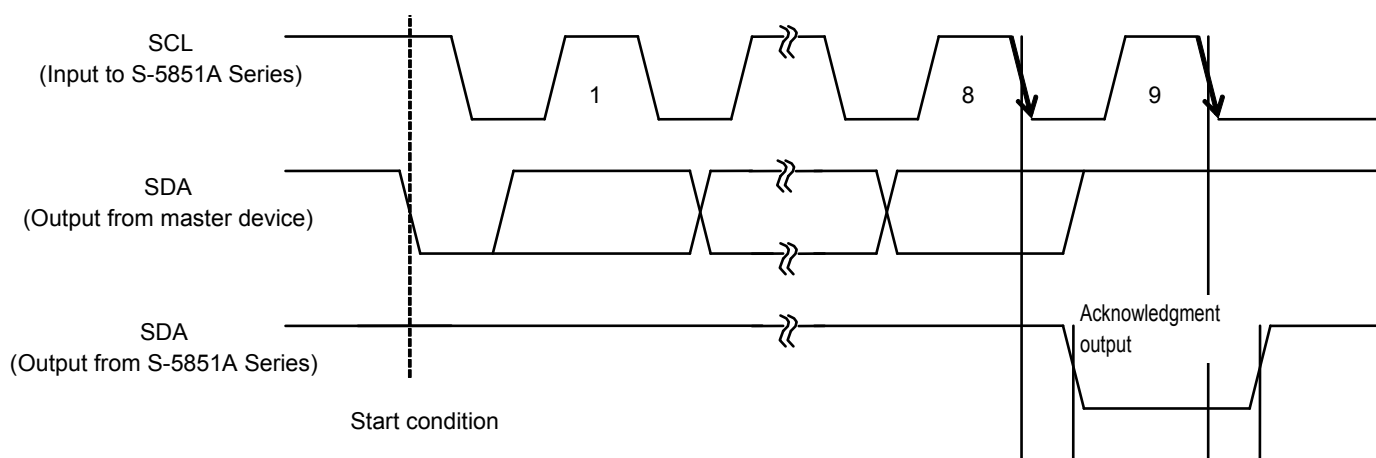 SCL
(Input to S-5851A Series)
1
8
9
SDA
(Output from master device)
SDA
(Output from S-5851A Series)
Acknowledgment
output
Start condition